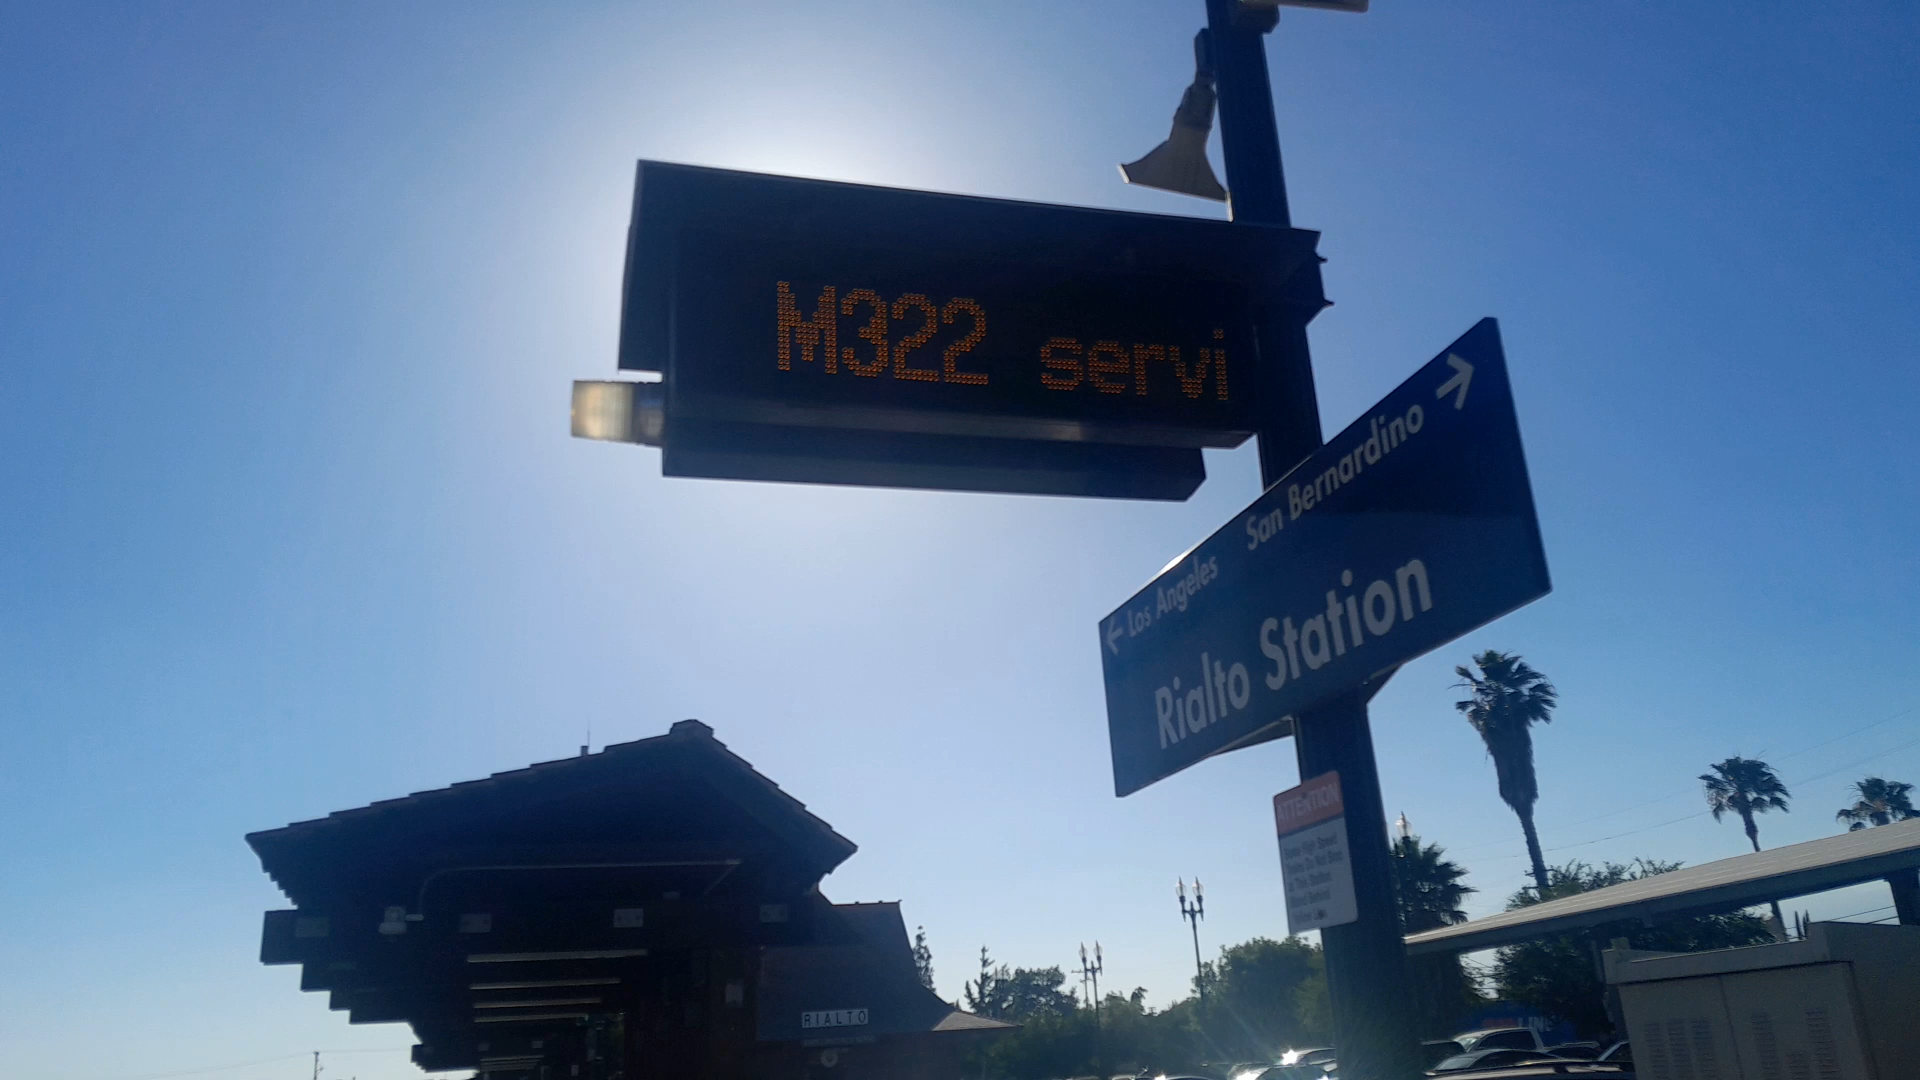 M322 servi
← Los Angeles San Bernardino →
Rialto Station
ATTENTION
RIALTO